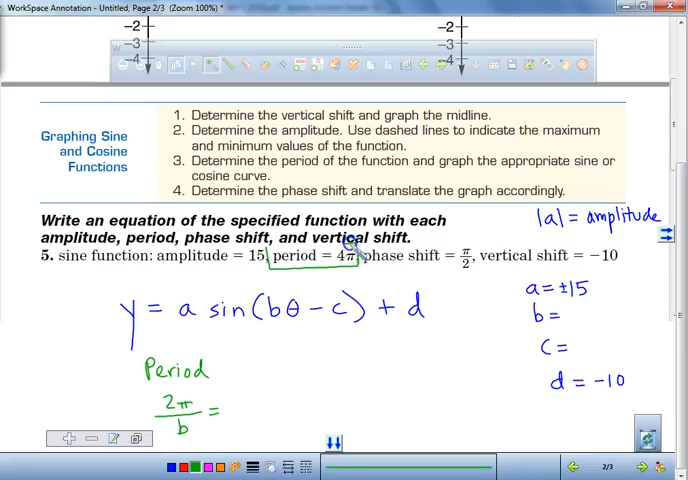 WorkSpace Annotation - Untitled, Page 2/3 (Zoom 100%) *
-2
-3
-4
-2
-3
-4
Graphing Sine
and Cosine
Functions
1. Determine the vertical shift and graph the midline.
2. Determine the amplitude. Use dashed lines to indicate the maximum
and minimum values of the function.
3. Determine the period of the function and graph the appropriate sine or
cosine curve.
4. Determine the phase shift and translate the graph accordingly.
Write an equation of the specified function with each
amplitude, period, phase shift, and vertical shift.
|a| = amplitude
5. sine function: amplitude = 15, period = 4π, phase shift = π/2, vertical shift = -10
y = a sin(bθ - c) + d
a = ±15
b =
c =
d = -10
Period
2π/b =
2/3